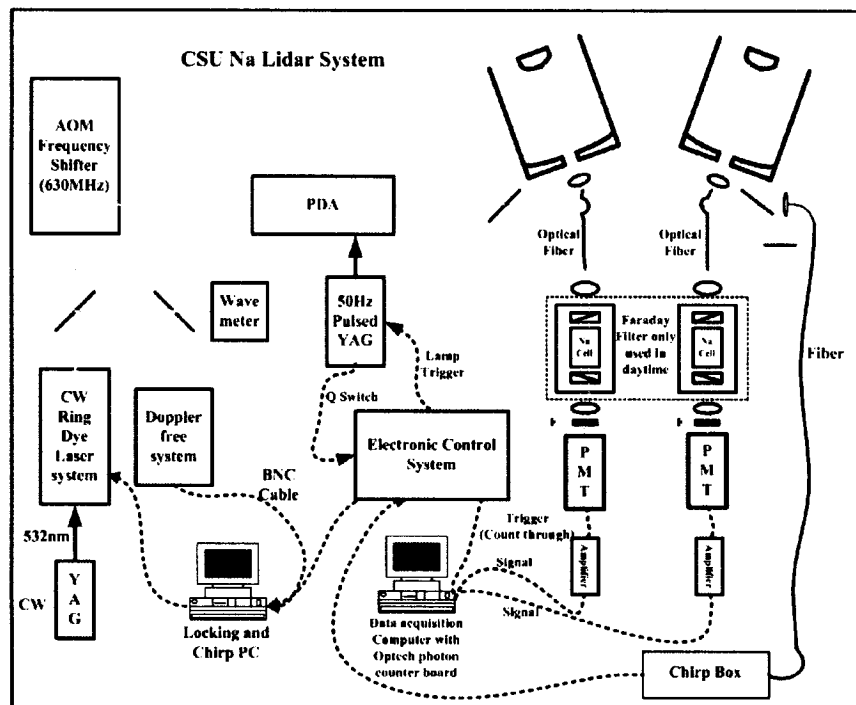 CSU Na Lidar System
AOM
Frequency
Shifter
(630MHz)
PDA
Optical
Fiber
Optical
Fiber
Wave
meter
50Hz
Pulsed
YAG
Lamp
Trigger
Q Switch
Na
Cell
Faraday
Filter only
used in
daytime
Na
Cell
Fiber
CW
Ring
Dye
Laser
system
Doppler
free
system
Electronic Control
System
BNC
Cable
P
M
T
P
M
T
532nm
CW
Y
A
G
Trigger
(Count through)
Signal
Signal
Amplifier
Amplifier
Locking and
Chirp PC
Data acquisition
Computer with
Optech photon
counter board
Chirp Box